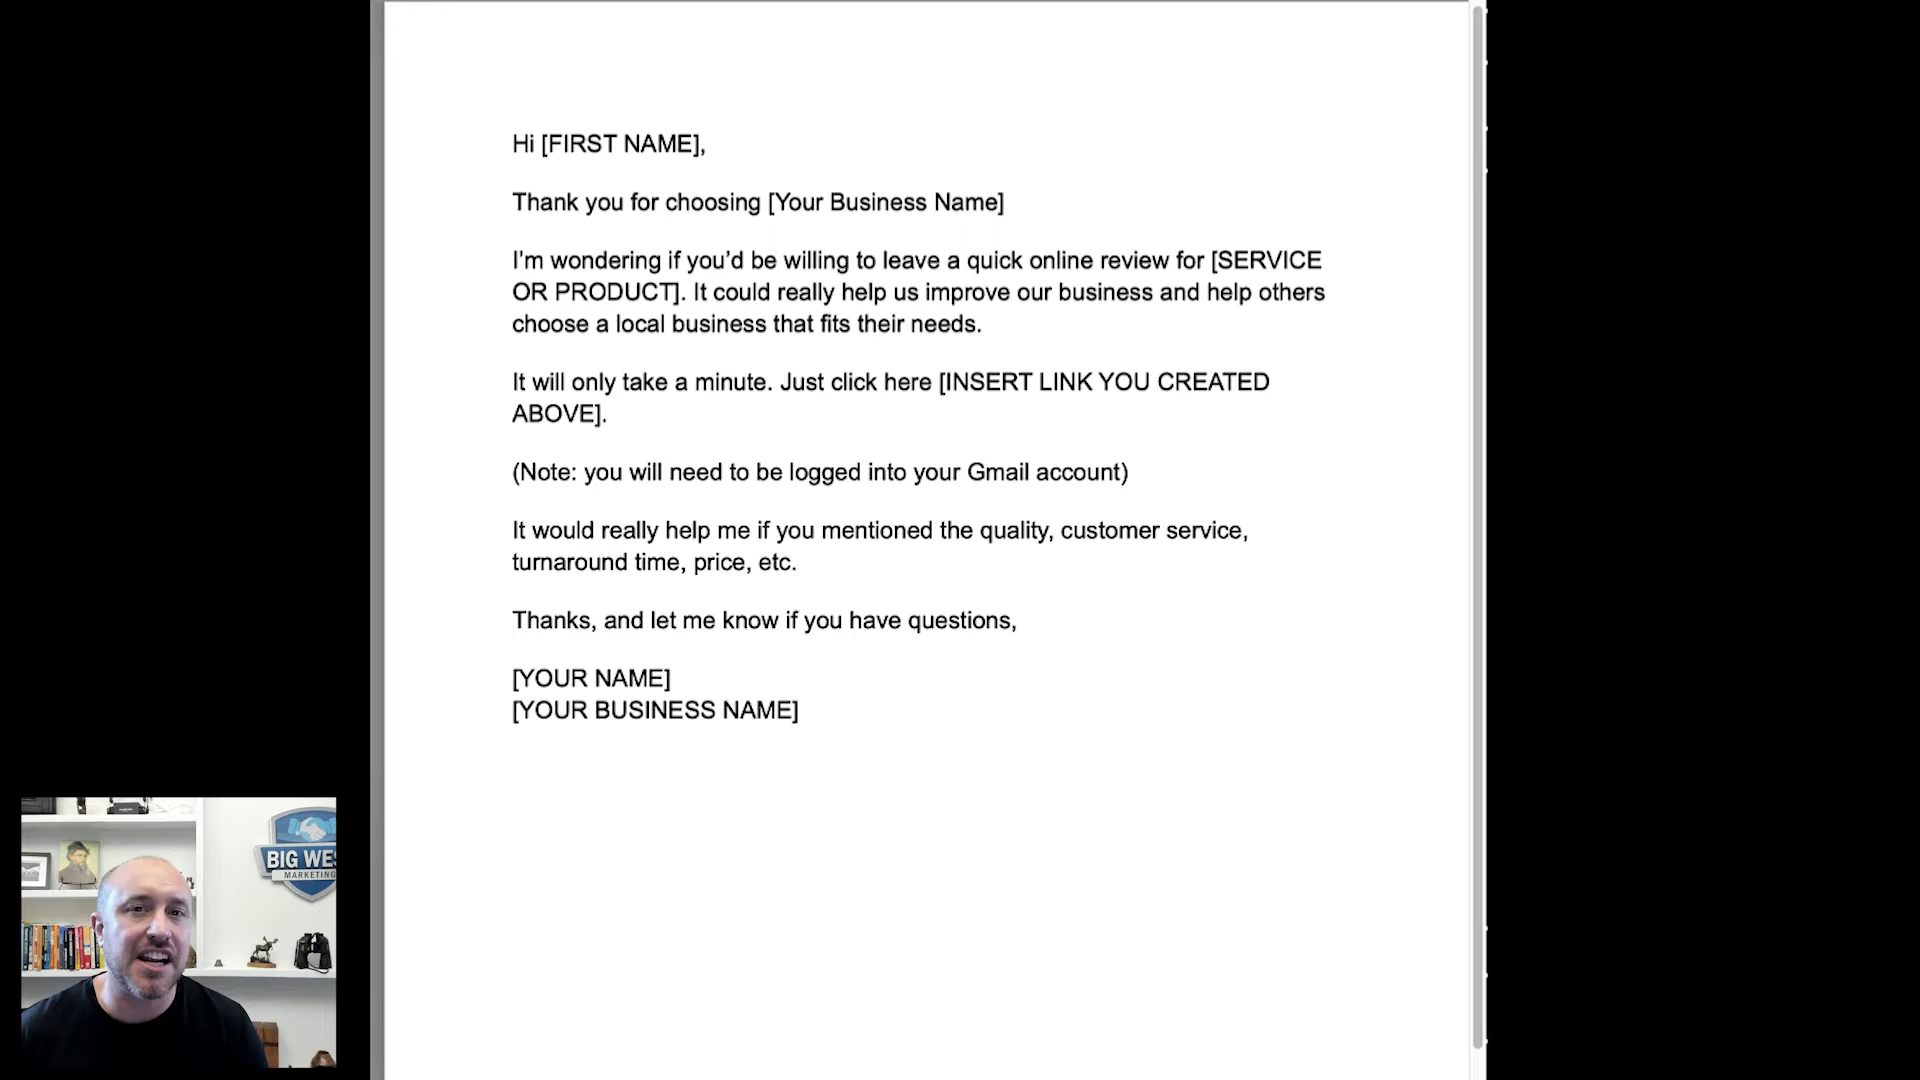 Hi [FIRST NAME],
Thank you for choosing [Your Business Name]
I’m wondering if you’d be willing to leave a quick online review for [SERVICE
OR PRODUCT]. It could really help us improve our business and help others
choose a local business that fits their needs.
It will only take a minute. Just click here [INSERT LINK YOU CREATED
ABOVE].
(Note: you will need to be logged into your Gmail account)
It would really help me if you mentioned the quality, customer service,
turnaround time, price, etc.
Thanks, and let me know if you have questions,
[YOUR NAME]
[YOUR BUSINESS NAME]
BIG WES
MARKETING